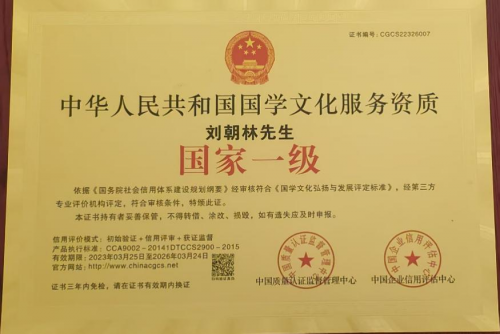 证书编号：CGCS22326007
中华人民共和国国学文化服务资质
刘朝林先生
国家一级
依据《国务院社会信用体系建设规划纲要》经审核符合《国学文化弘扬与发展评定标准》，经第三方
专业评价机构评定，符合审核条件，特颁此证。
本证书持有者妥善保管，不得转借、涂改、损毁，如有遗失应及时申报。
信用评价模式：初始验证+信用评审+获证监督
产品执行标准：CCA9002-20141DTCCS2900-2015
有效期限：2023年03月25日至2026年03月24日
官方网站：http://www.chinacgcs.net
证书三年内免检，请在证书有效期内换证
中国质量认证监督管理中心
中国企业信用评估中心